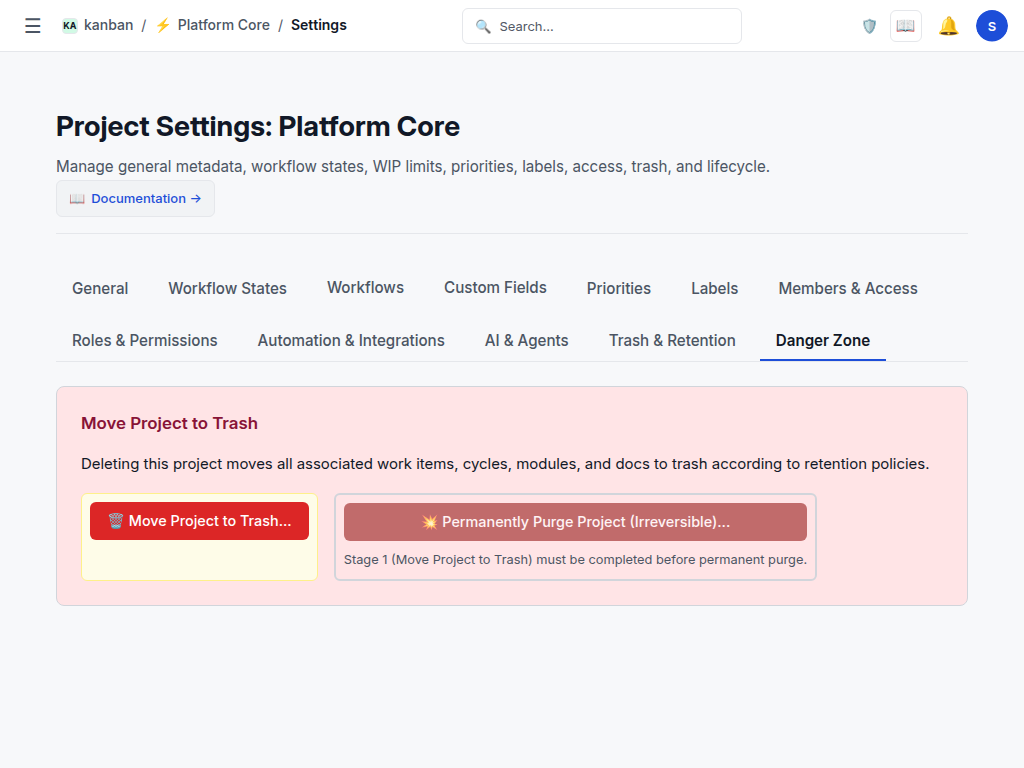 ☰ KA kanban / ⚡ Platform Core / Settings 🔍 Search... 🛡️ 📖 🔔 S
Project Settings: Platform Core
Manage general metadata, workflow states, WIP limits, priorities, labels, access, trash, and lifecycle.
📖 Documentation →
General Workflow States Workflows Custom Fields Priorities Labels Members & Access
Roles & Permissions Automation & Integrations AI & Agents Trash & Retention Danger Zone
Move Project to Trash
Deleting this project moves all associated work items, cycles, modules, and docs to trash according to retention policies.
🗑️ Move Project to Trash... 💥 Permanently Purge Project (Irreversible)...
Stage 1 (Move Project to Trash) must be completed before permanent purge.